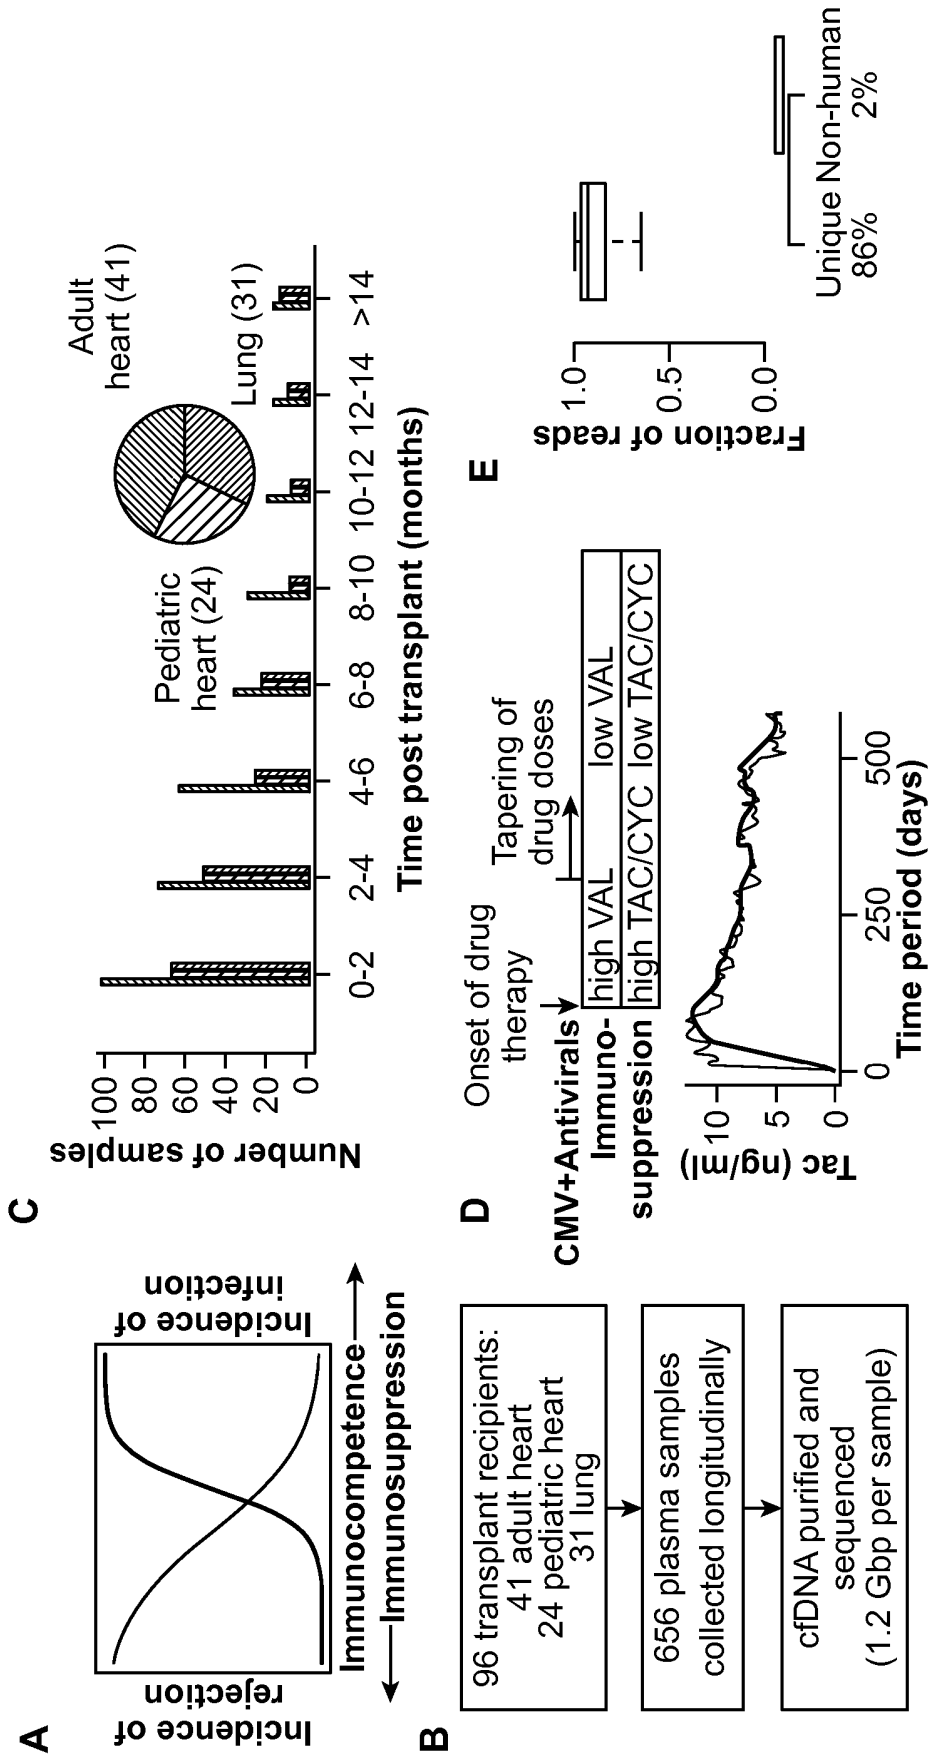 A
Incidence of
rejection
Incidence of
infection
Immunocompetence
Immunosuppression
B
96 transplant recipients:
41 adult heart
24 pediatric heart
31 lung
656 plasma samples
collected longitudinally
cfDNA purified and
sequenced
(1.2 Gbp per sample)
C
Number of samples
100
80
60
40
20
0
0-2
2-4
4-6
6-8
8-10
10-12
12-14
>14
Time post transplant (months)
Pediatric
heart (24)
Adult
heart (41)
Lung (31)
D
Onset of drug
therapy
Tapering of
drug doses
CMV+Antivirals
high VAL
low VAL
Immuno-
suppression
high TAC/CYC
low TAC/CYC
Tac (ng/ml)
10
5
0
0
250
500
Time period (days)
E
Fraction of reads
1.0
0.5
0.0
Unique Non-human
86%
2%